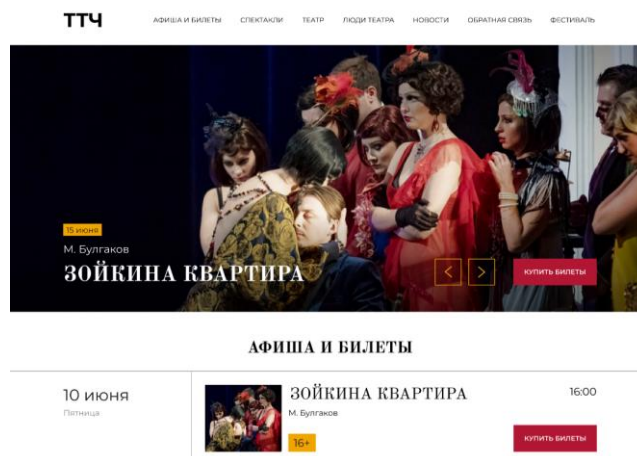 ТТЧ
АФИША И БИЛЕТЫ СПЕКТАКЛИ ТЕАТР ЛЮДИ ТЕАТРА НОВОСТИ ОБРАТНАЯ СВЯЗЬ ФЕСТИВАЛЬ
15 июня
М. Булгаков
ЗОЙКИНА КВАРТИРА
КУПИТЬ БИЛЕТЫ
АФИША И БИЛЕТЫ
10 июня
Пятница
ЗОЙКИНА КВАРТИРА
16:00
М. Булгаков
16+
КУПИТЬ БИЛЕТЫ